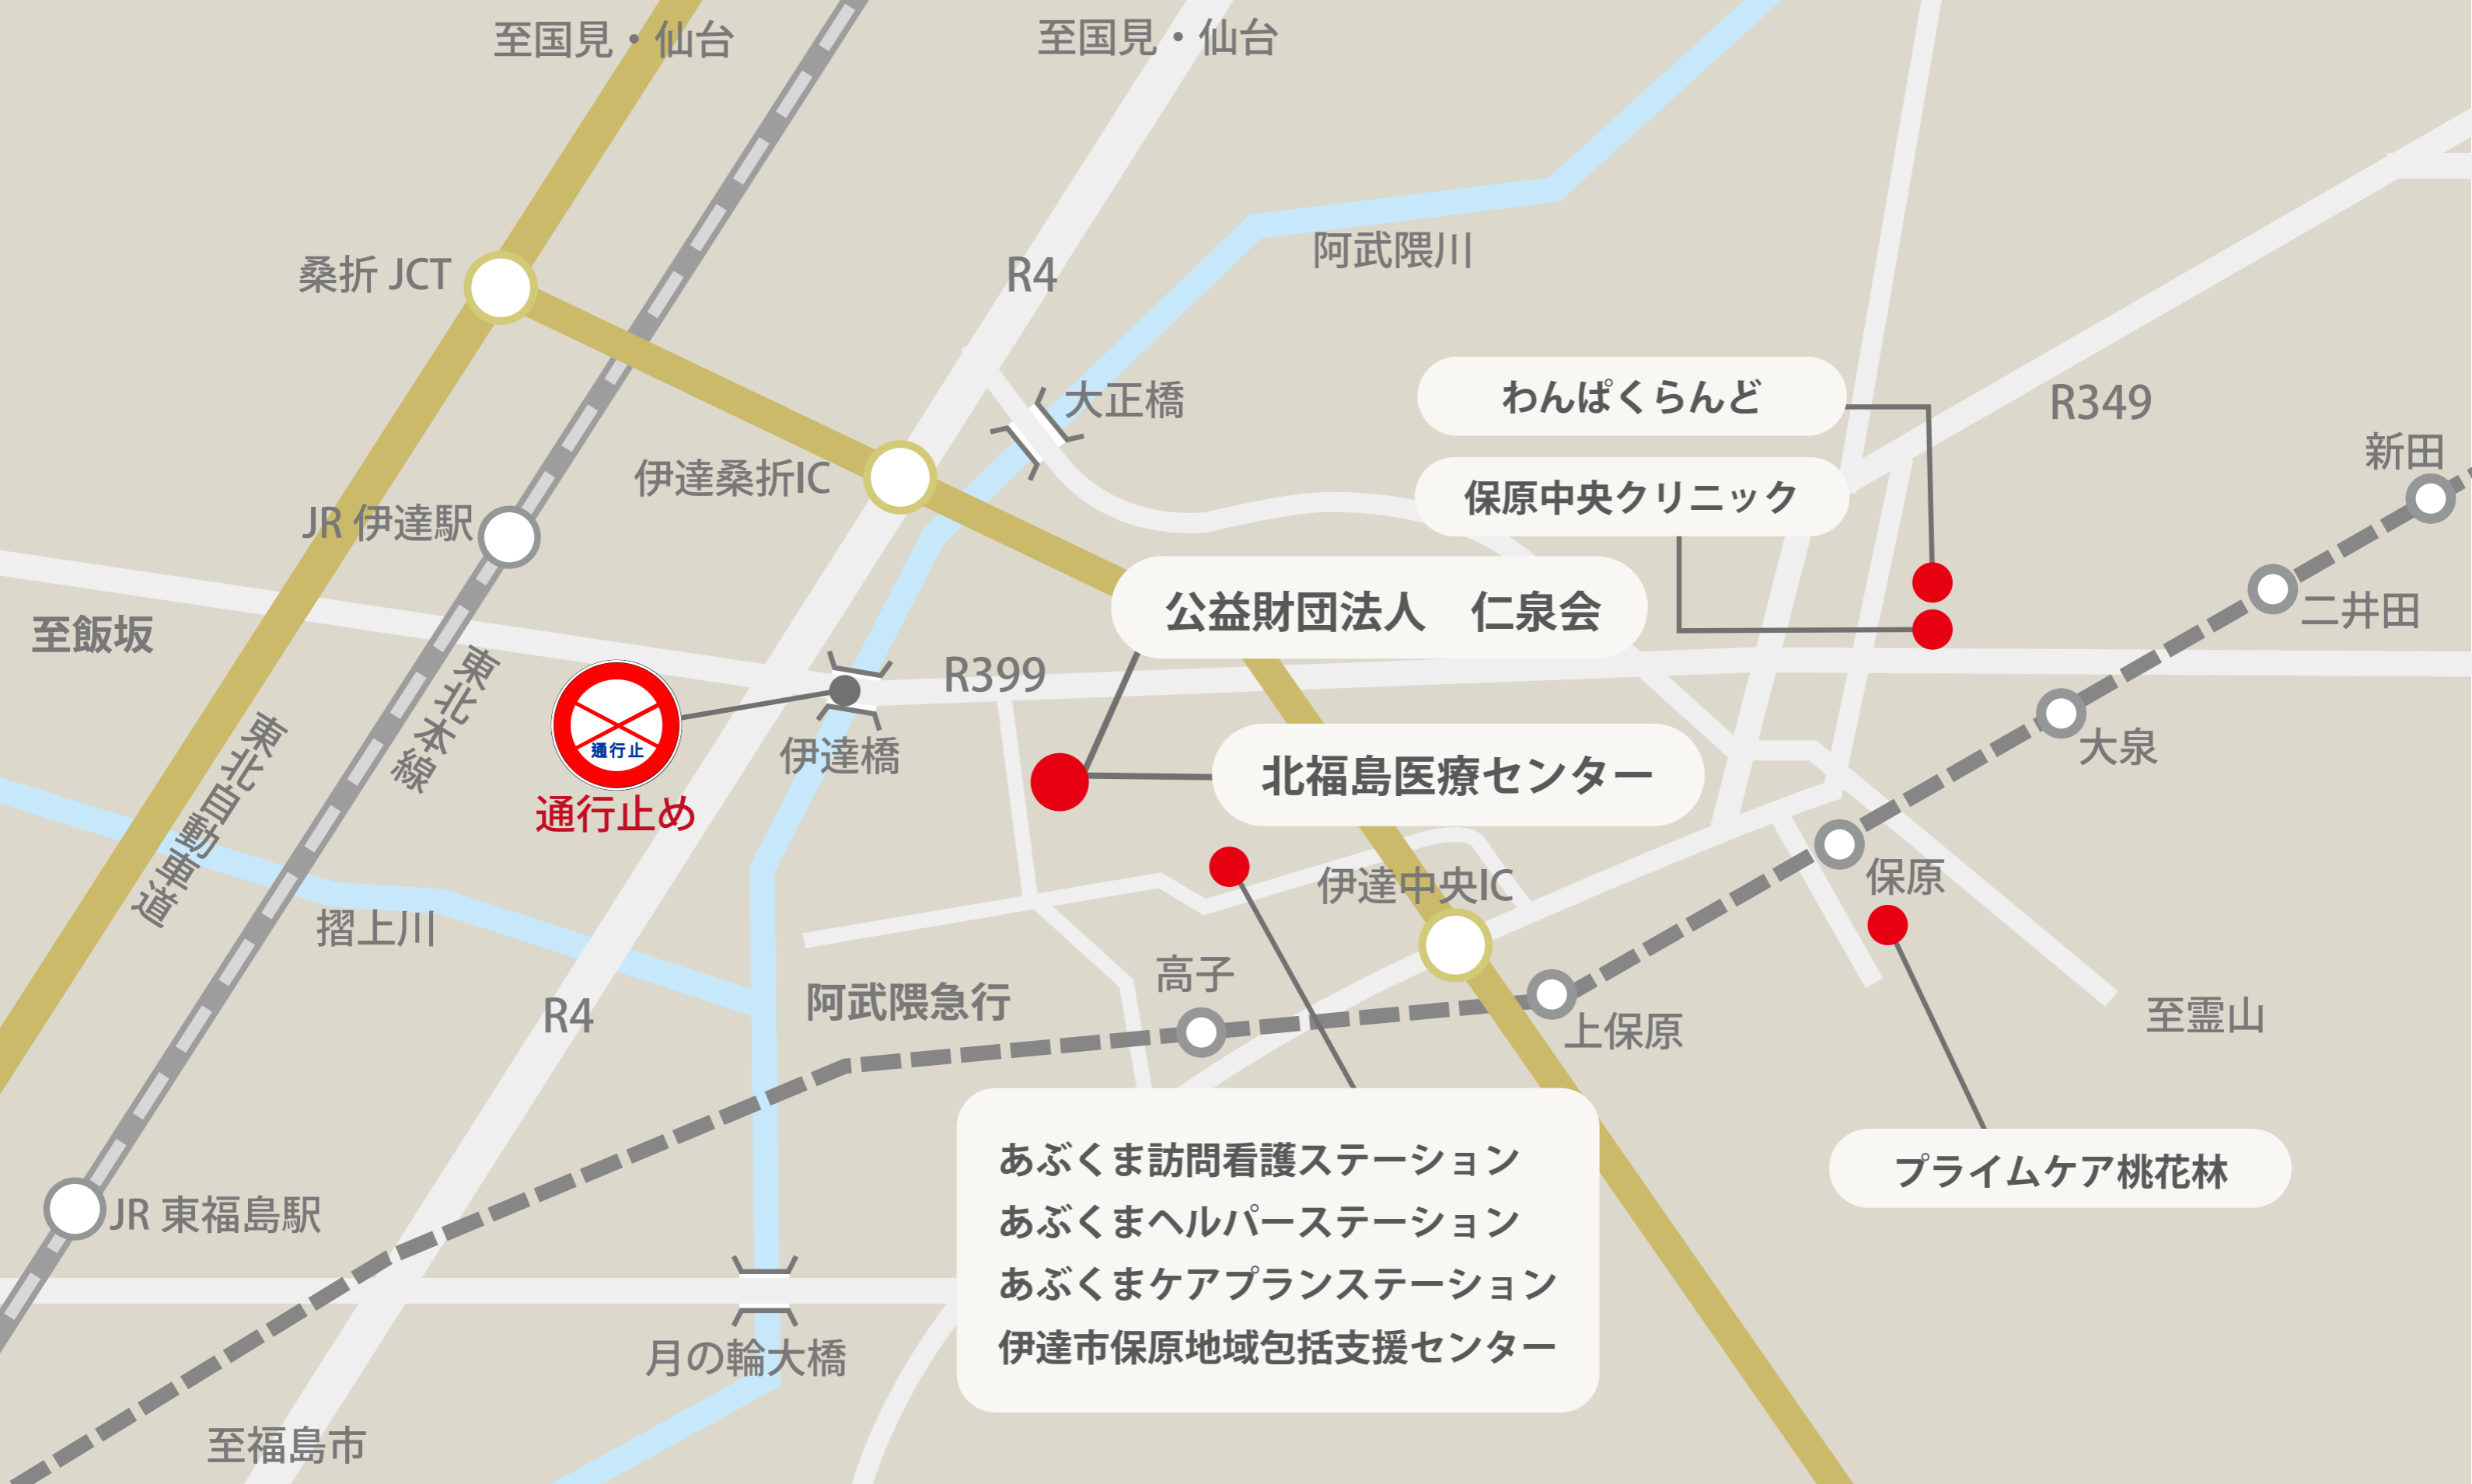 至国見・仙台
至国見・仙台
阿武隈川
桑折 JCT
R4
大正橋
わんぱくらんど
R349
新田
伊達桑折IC
保原中央クリニック
JR 伊達駅
公益財団法人　仁泉会
二井田
至飯坂
R399
東北本線
大泉
東北自動車道
通行止
伊達橋
北福島医療センター
通行止め
伊達中央IC
保原
摺上川
高子
阿武隈急行
R4
上保原
至霊山
あぶくま訪問看護ステーション
プライムケア桃花林
JR 東福島駅
あぶくまヘルパーステーション
あぶくまケアプランステーション
伊達市保原地域包括支援センター
月の輪大橋
至福島市